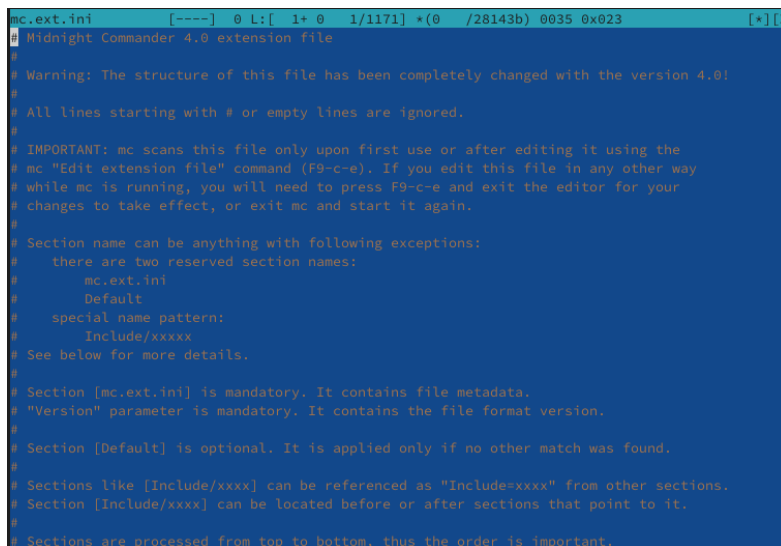 mc.ext.ini [----] 0 L:[ 1+ 0 1/1171] *(0 /28143b) 0035 0x023 [*][
# Midnight Commander 4.0 extension file
#
# Warning: The structure of this file has been completely changed with the version 4.0!
#
# All lines starting with # or empty lines are ignored.
#
# IMPORTANT: mc scans this file only upon first use or after editing it using the
# mc "Edit extension file" command (F9-c-e). If you edit this file in any other way
# while mc is running, you will need to press F9-c-e and exit the editor for your
# changes to take effect, or exit mc and start it again.
#
# Section name can be anything with following exceptions:
#    there are two reserved section names:
#        mc.ext.ini
#        Default
#    special name pattern:
#        Include/xxxxx
# See below for more details.
#
# Section [mc.ext.ini] is mandatory. It contains file metadata.
# "Version" parameter is mandatory. It contains the file format version.
#
# Section [Default] is optional. It is applied only if no other match was found.
#
# Sections like [Include/xxxx] can be referenced as "Include=xxxx" from other sections.
# Section [Include/xxxx] can be located before or after sections that point to it.
#
# Sections are processed from top to bottom, thus the order is important.